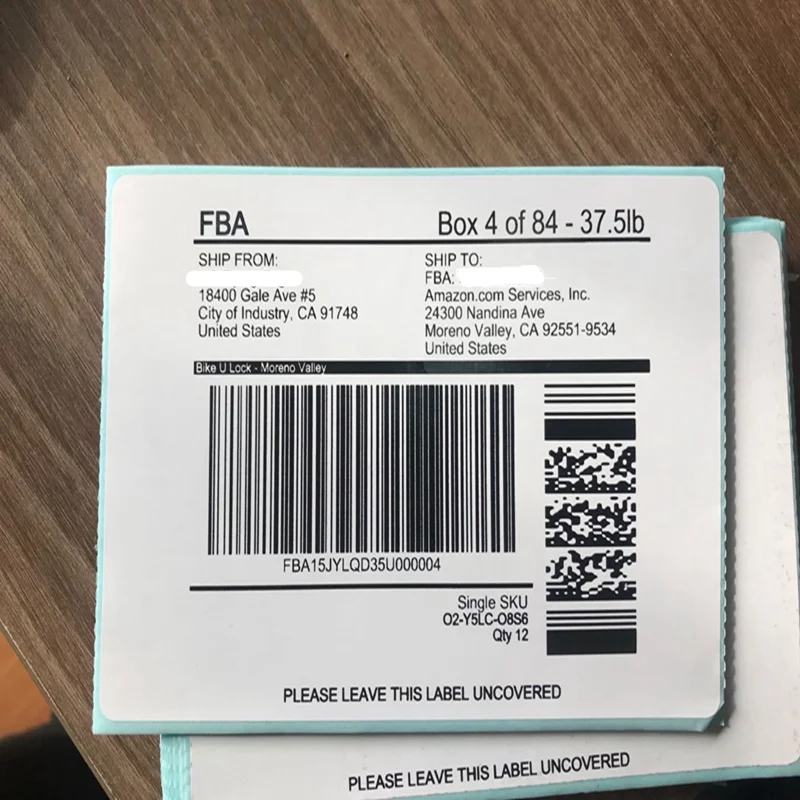 FBA
Box 4 of 84 - 37.5lb
SHIP FROM:
18400 Gale Ave #5
City of Industry, CA 91748
United States
SHIP TO:
FBA:
Amazon.com Services, Inc.
24300 Nandina Ave
Moreno Valley, CA 92551-9534
United States
Bike U Lock - Moreno Valley
FBA15JYLQD35U000004
Single SKU
O2-Y5LC-O8S6
Qty 12
PLEASE LEAVE THIS LABEL UNCOVERED
PLEASE LEAVE THIS LABEL UNCOVERED